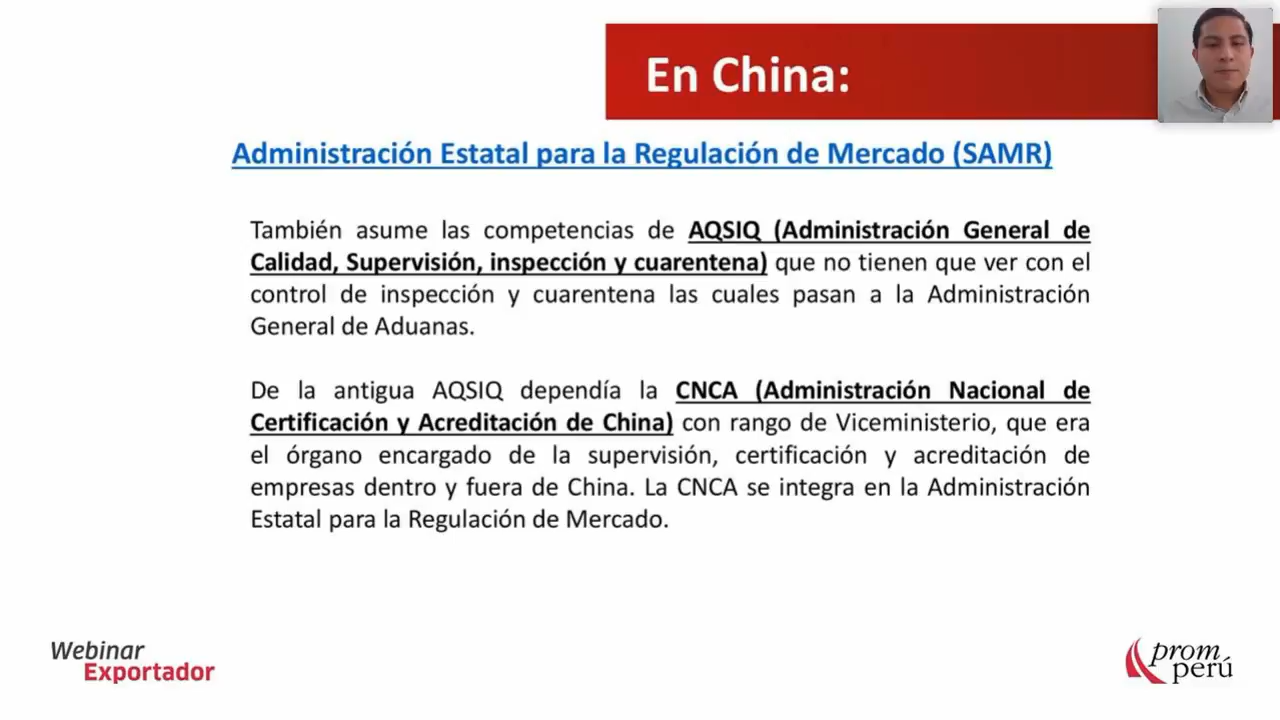 En China:
Administración Estatal para la Regulación de Mercado (SAMR)
También asume las competencias de AQSIQ (Administración General de
Calidad, Supervisión, inspección y cuarentena) que no tienen que ver con el
control de inspección y cuarentena las cuales pasan a la Administración
General de Aduanas.
De la antigua AQSIQ dependía la CNCA (Administración Nacional de
Certificación y Acreditación de China) con rango de Viceministerio, que era
el órgano encargado de la supervisión, certificación y acreditación de
empresas dentro y fuera de China. La CNCA se integra en la Administración
Estatal para la Regulación de Mercado.
Webinar
Exportador
prom
perú